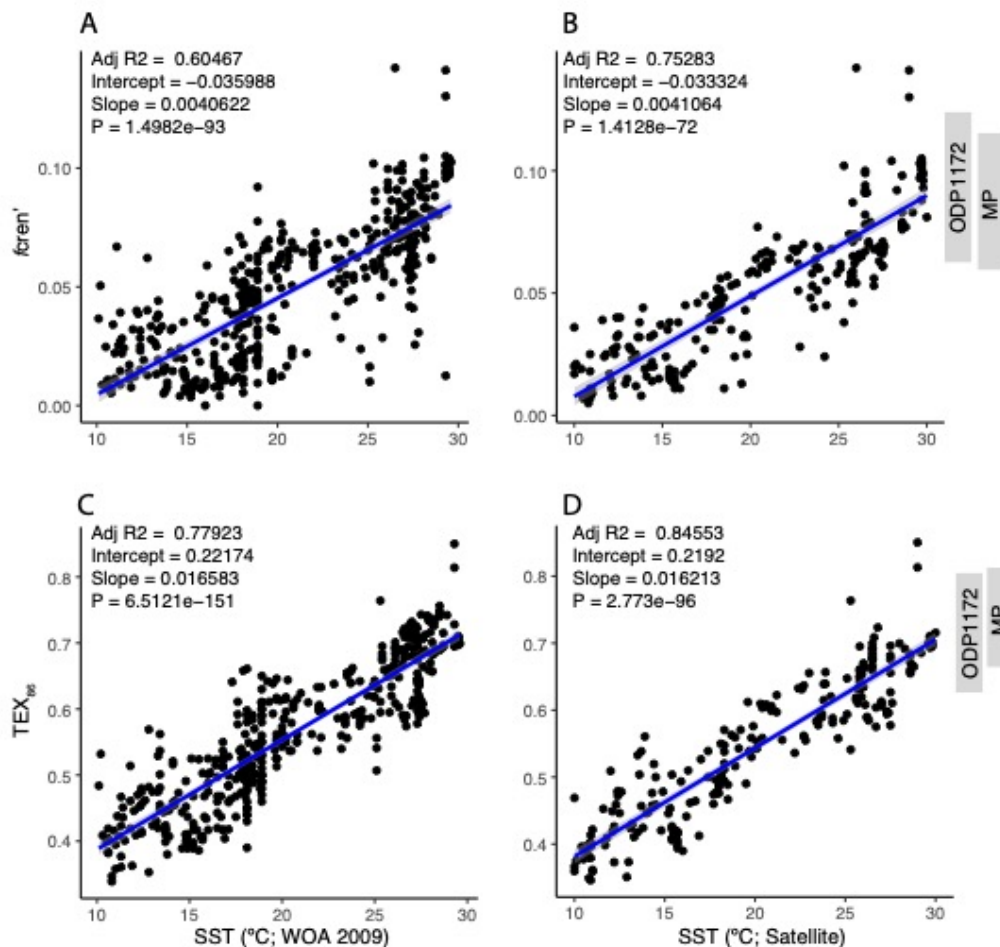 A
Adj R2 = 0.60467
Intercept = −0.035988
Slope = 0.0040622
P = 1.4982e−93
fcren'
0.10
0.05
0.00
10 15 20 25 30
B
Adj R2 = 0.75283
Intercept = −0.033324
Slope = 0.0041064
P = 1.4128e−72
0.10
0.05
0.00
10 15 20 25 30
ODP1172
MP
C
Adj R2 = 0.77923
Intercept = 0.22174
Slope = 0.016583
P = 6.5121e−151
TEX86
0.8
0.7
0.6
0.5
0.4
10 15 20 25 30
SST (ºC; WOA 2009)
D
Adj R2 = 0.84553
Intercept = 0.2192
Slope = 0.016213
P = 2.773e−96
0.8
0.7
0.6
0.5
0.4
10 15 20 25 30
SST (ºC; Satellite)
ODP1172
MP